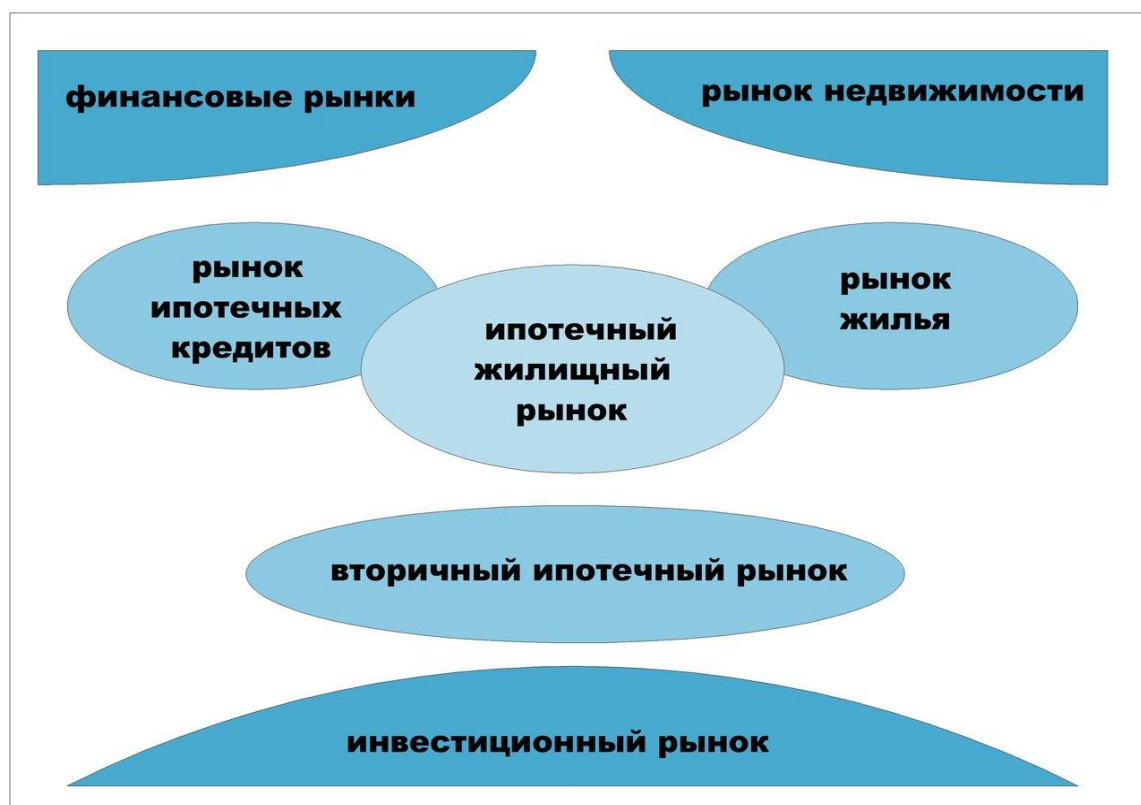 финансовые рынки
рынок недвижимости
рынок
ипотечных
кредитов
ипотечный
жилищный
рынок
рынок
жилья
вторичный ипотечный рынок
инвестиционный рынок